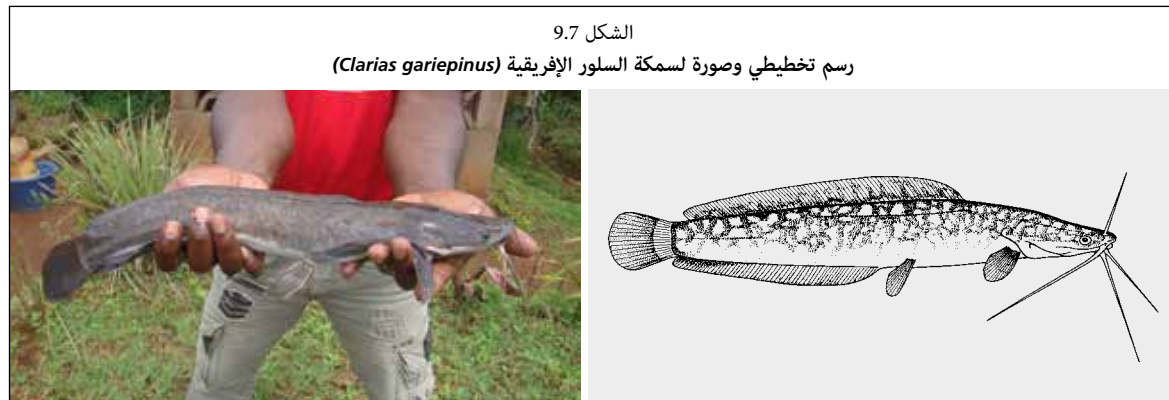 الشكل 9.7
رسم تخطيطي وصورة لسمكة السلور الإفريقية (Clarias gariepinus)